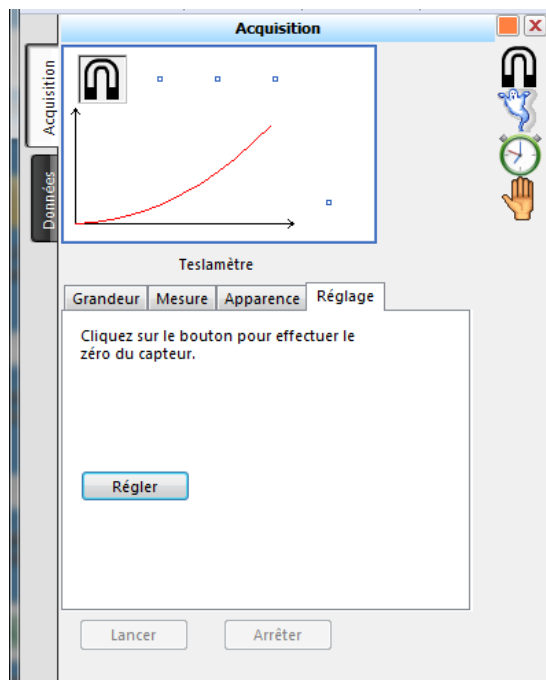 Acquisition
Acquisition
Données
Teslamètre
Grandeur Mesure Apparence Réglage
Cliquez sur le bouton pour effectuer le
zéro du capteur.
Régler
Lancer Arrêter